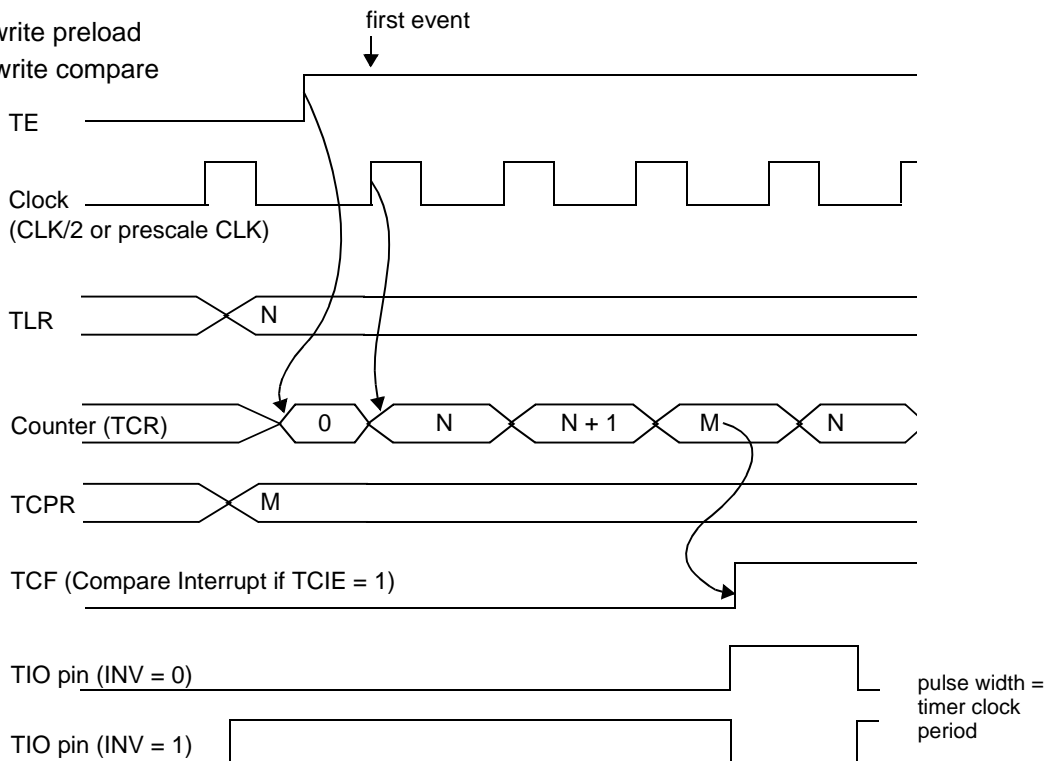 write preload
write compare
first event
TE
Clock
(CLK/2 or prescale CLK)
TLR
N
Counter (TCR)
0
N
N + 1
M
N
TCPR
M
TCF (Compare Interrupt if TCIE = 1)
TIO pin (INV = 0)
pulse width =
timer clock
period
TIO pin (INV = 1)